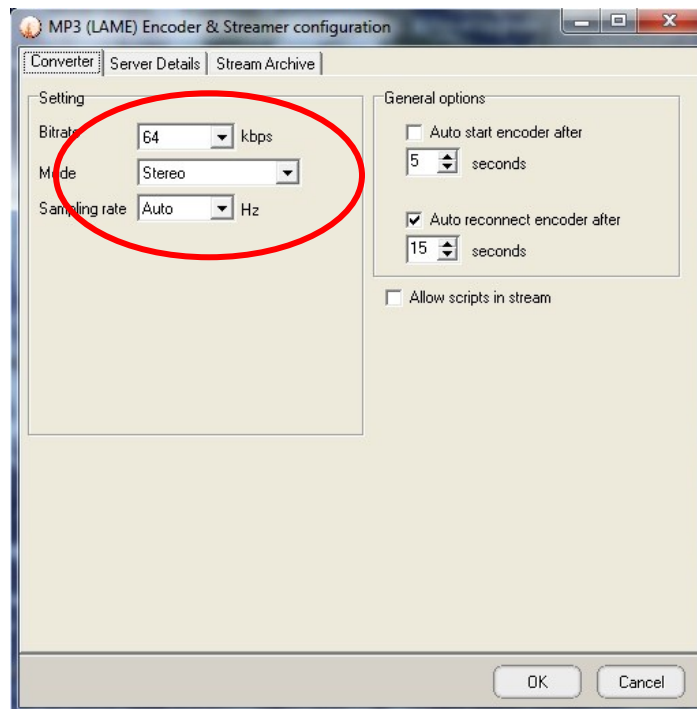 MP3 (LAME) Encoder & Streamer configuration
Converter Server Details Stream Archive
Setting
Bitrate 64 kbps
Mode Stereo
Sampling rate Auto Hz
General options
Auto start encoder after
5 seconds
Auto reconnect encoder after
15 seconds
Allow scripts in stream
OK Cancel